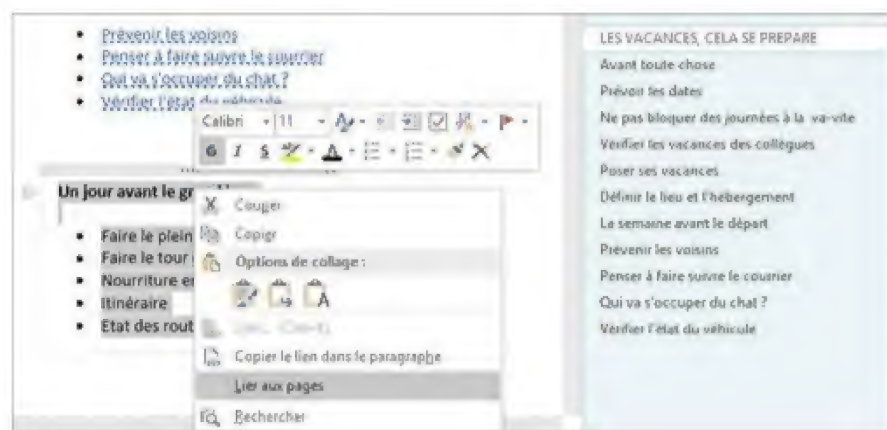 Prévenir les voisins
Penser à faire suivre le courrier
Qui va s'occuper du chat ?
Vérifier l'état du véhicule
Calibri 11
G I S
Un jour avant le gr
Faire le plein
Faire le tour
Nourriture e
Itinéraire
Etat des rout
Couper
Copier
Options de collage :
Copier le lien dans le paragraphe
Lier aux pages
Rechercher
LES VACANCES, CELA SE PREPARE
Avant toute chose
Prévoir les dates
Ne pas bloquer des journées à la va-vite
Vérifier les vacances des collègues
Poser ses vacances
Définir le lieu et l'hébergement
La semaine avant le départ
Prévenir les voisins
Penser à faire suivre le courrier
Qui va s'occuper du chat ?
Vérifier l'état du véhicule